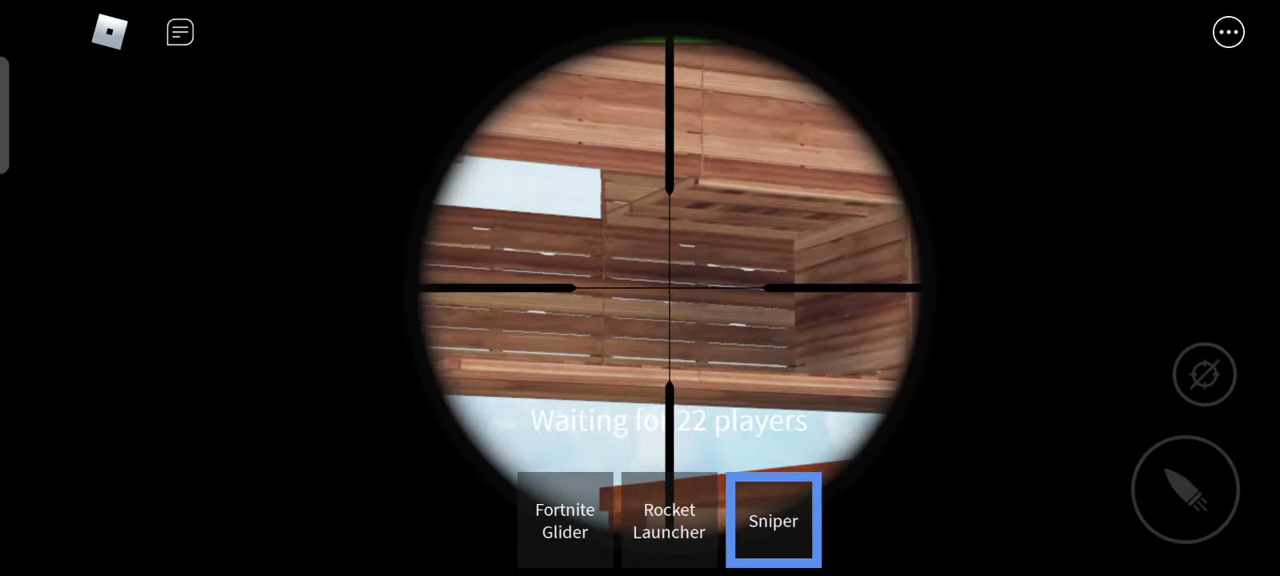 Waiting for 22 players
Fortnite
Glider
Rocket
Launcher
Sniper